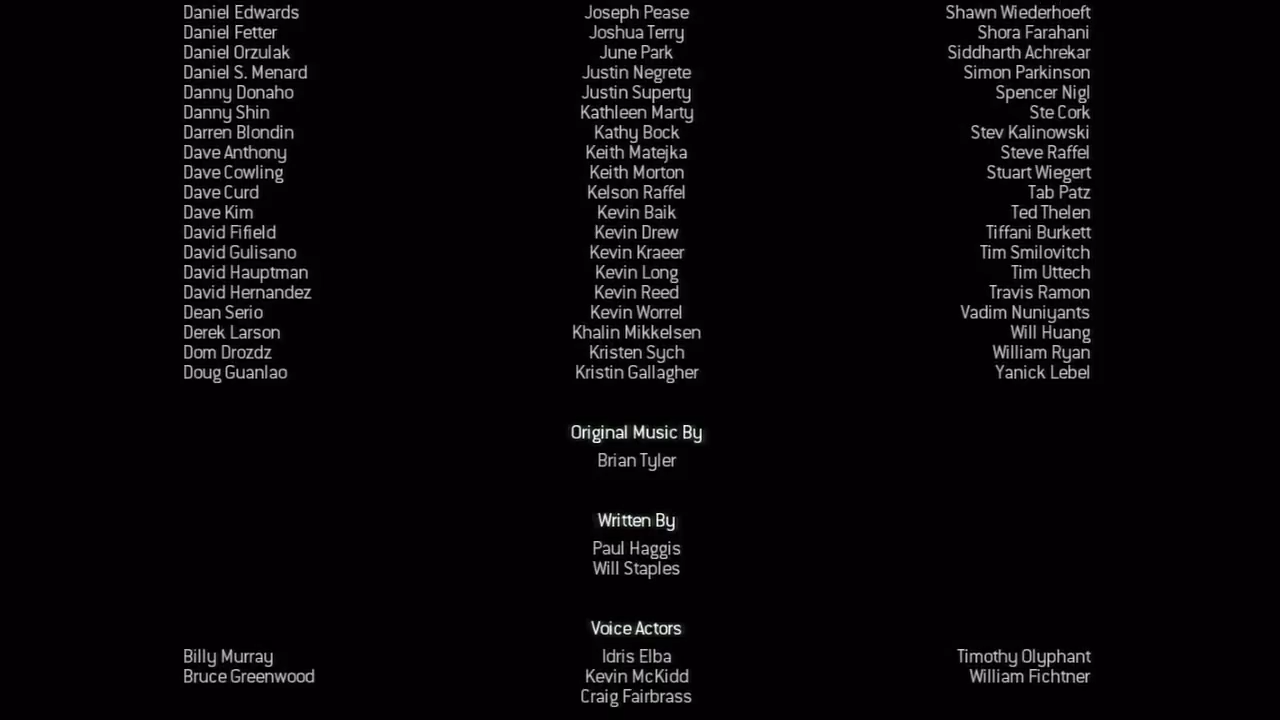 Daniel Edwards
Daniel Fetter
Daniel Orzulak
Daniel S. Menard
Danny Donaho
Danny Shin
Darren Blondin
Dave Anthony
Dave Cowling
Dave Curd
Dave Kim
David Fifield
David Gulisano
David Hauptman
David Hernandez
Dean Serio
Derek Larson
Dom Drozdz
Doug Guanlao
Joseph Pease
Joshua Terry
June Park
Justin Negrete
Justin Superty
Kathleen Marty
Kathy Bock
Keith Matejka
Keith Morton
Kelson Raffel
Kevin Baik
Kevin Drew
Kevin Kraeer
Kevin Long
Kevin Reed
Kevin Worrel
Khalin Mikkelsen
Kristen Sych
Kristin Gallagher
Shawn Wiederhoeft
Shora Farahani
Siddharth Achrekar
Simon Parkinson
Spencer Nigl
Ste Cork
Stev Kalinowski
Steve Raffel
Stuart Wiegert
Tab Patz
Ted Thelen
Tiffani Burkett
Tim Smilovitch
Tim Uttech
Travis Ramon
Vadim Nuniyants
Will Huang
William Ryan
Yanick Lebel
Original Music By
Brian Tyler
Written By
Paul Haggis
Will Staples
Voice Actors
Billy Murray
Bruce Greenwood
Idris Elba
Kevin McKidd
Craig Fairbrass
Timothy Olyphant
William Fichtner